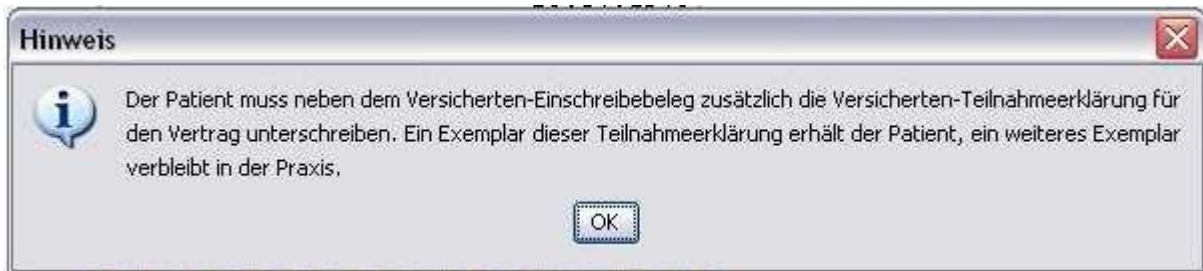 Hinweis
Der Patient muss neben dem Versicherten-Einschreibebeleg zusätzlich die Versicherten-Teilnahmeerklärung für
den Vertrag unterschreiben. Ein Exemplar dieser Teilnahmeerklärung erhält der Patient, ein weiteres Exemplar
verbleibt in der Praxis.
OK